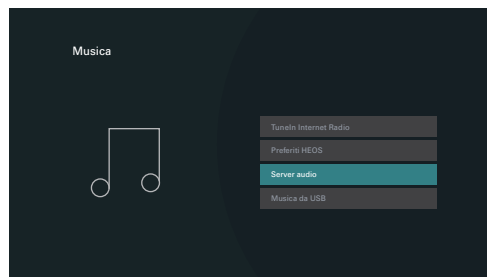 Musica
TuneIn Internet Radio
Preferiti HEOS
Server audio
Musica da USB